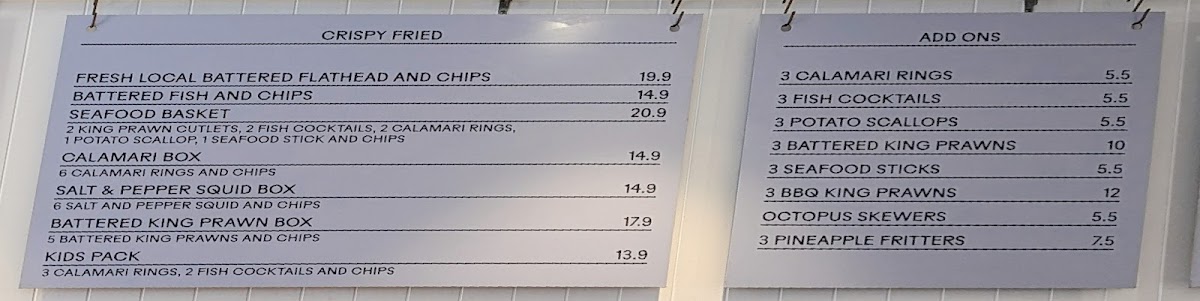 CRISPY FRIED
FRESH LOCAL BATTERED FLATHEAD AND CHIPS 19.9
BATTERED FISH AND CHIPS 14.9
SEAFOOD BASKET 20.9
2 KING PRAWN CUTLETS, 2 FISH COCKTAILS, 2 CALAMARI RINGS,
1 POTATO SCALLOP, 1 SEAFOOD STICK AND CHIPS
CALAMARI BOX 14.9
6 CALAMARI RINGS AND CHIPS
SALT & PEPPER SQUID BOX 14.9
6 SALT AND PEPPER SQUID AND CHIPS
BATTERED KING PRAWN BOX 17.9
5 BATTERED KING PRAWNS AND CHIPS
KIDS PACK 13.9
3 CALAMARI RINGS, 2 FISH COCKTAILS AND CHIPS
ADD ONS
3 CALAMARI RINGS 5.5
3 FISH COCKTAILS 5.5
3 POTATO SCALLOPS 5.5
3 BATTERED KING PRAWNS 10
3 SEAFOOD STICKS 5.5
3 BBQ KING PRAWNS 12
OCTOPUS SKEWERS 5.5
3 PINEAPPLE FRITTERS 7.5